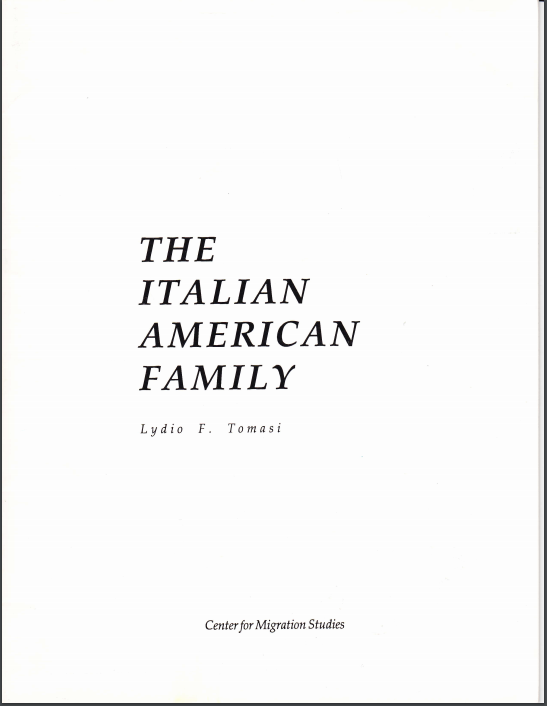 THE
ITALIAN
AMERICAN
FAMILY
Lydio F. Tomasi
Center for Migration Studies